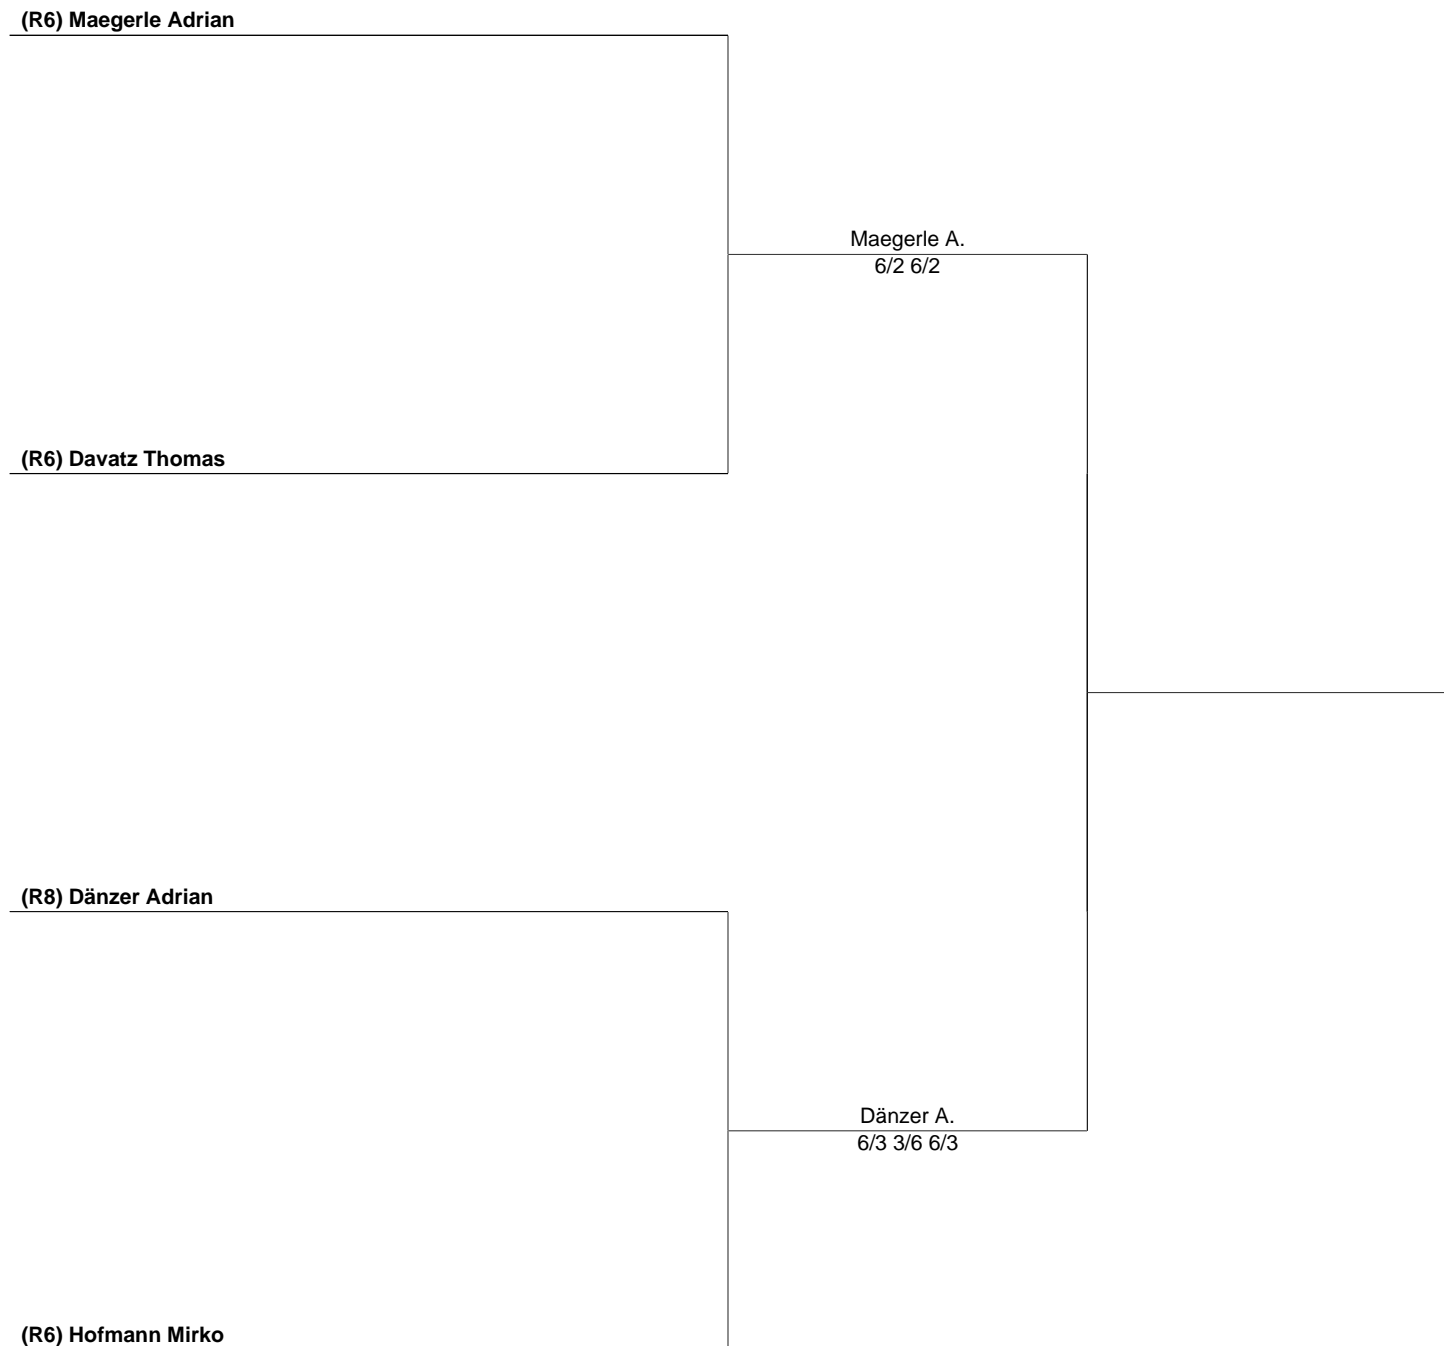 (R6) Maegerle Adrian
Maegerle A.
6/2 6/2
(R6) Davatz Thomas
(R8) Dänzer Adrian
Dänzer A.
6/3 3/6 6/3
(R6) Hofmann Mirko